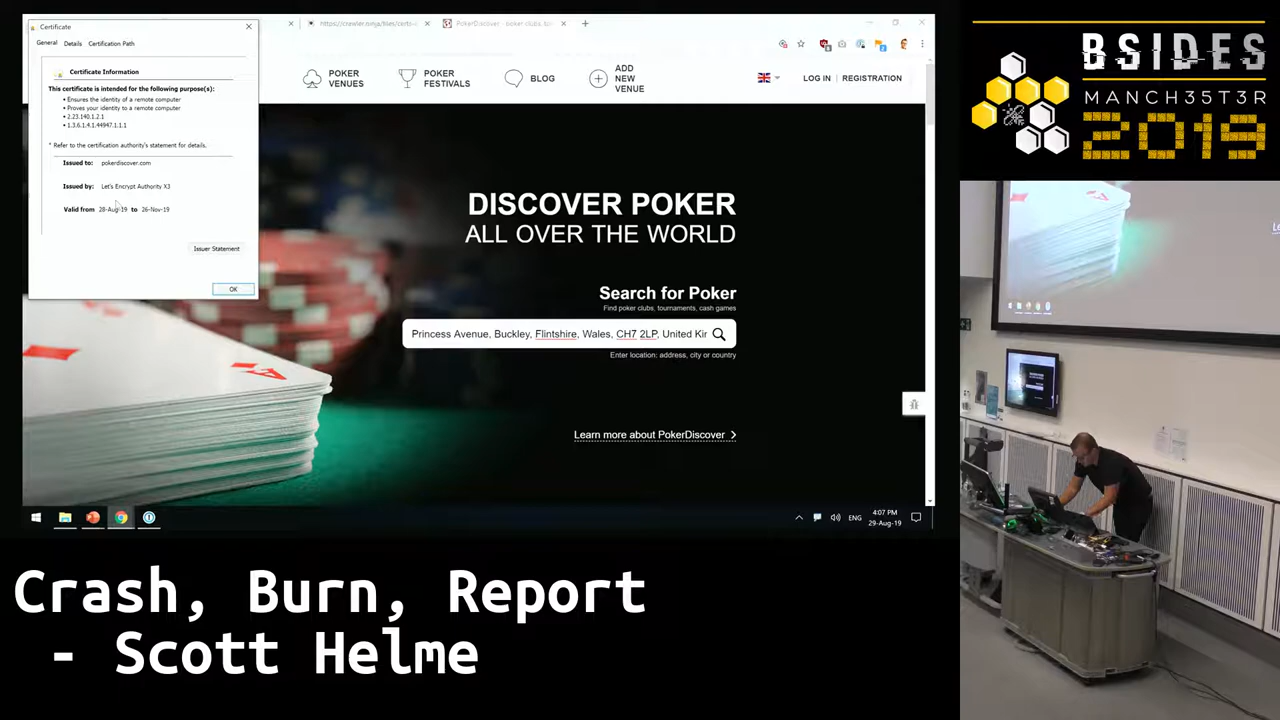 Certificate
General Details Certification Path
Certificate Information
This certificate is intended for the following purpose(s):
• Ensures the identity of a remote computer
• Proves your identity to a remote computer
• 2.23.140.1.2.1
• 1.3.6.1.4.1.44947.1.1.1
* Refer to the certification authority's statement for details.
Issued to: pokerdiscover.com
Issued by: Let's Encrypt Authority X3
Valid from 28-Aug-19 to 26-Nov-19
Issuer Statement
OK
POKER
VENUES
POKER
FESTIVALS
BLOG
ADD
NEW
VENUE
LOG IN
REGISTRATION
DISCOVER POKER
ALL OVER THE WORLD
Search for Poker
Find poker clubs, tournaments, cash games
Princess Avenue, Buckley, Flintshire, Wales, CH7 2LP, United Kir
Enter location: address, city or country
Learn more about PokerDiscover
ENG
4:07 PM
29-Aug-19
BSIDES
MANCH35T3R
2019
Crash, Burn, Report
- Scott Helme